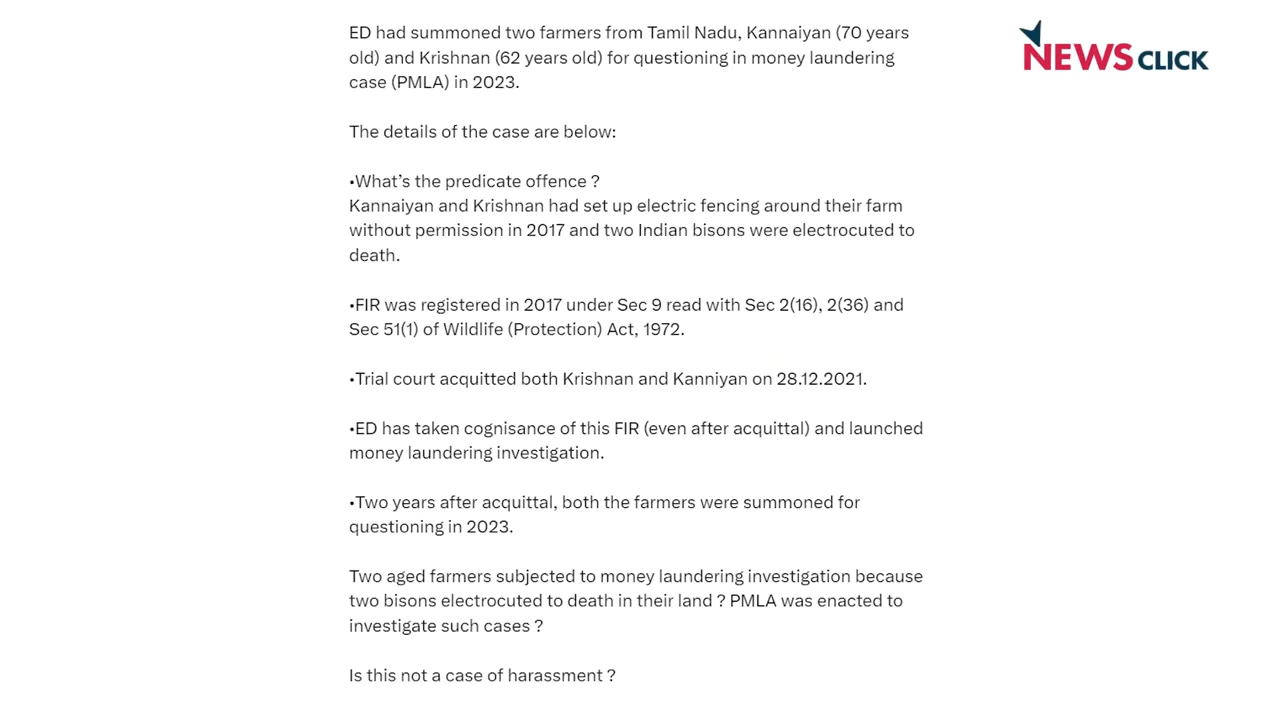 NEWS CLICK
ED had summoned two farmers from Tamil Nadu, Kannaiyan (70 years
old) and Krishnan (62 years old) for questioning in money laundering
case (PMLA) in 2023.
The details of the case are below:
•What’s the predicate offence ?
Kannaiyan and Krishnan had set up electric fencing around their farm
without permission in 2017 and two Indian bisons were electrocuted to
death.
•FIR was registered in 2017 under Sec 9 read with Sec 2(16), 2(36) and
Sec 51(1) of Wildlife (Protection) Act, 1972.
•Trial court acquitted both Krishnan and Kanniyan on 28.12.2021.
•ED has taken cognisance of this FIR (even after acquittal) and launched
money laundering investigation.
•Two years after acquittal, both the farmers were summoned for
questioning in 2023.
Two aged farmers subjected to money laundering investigation because
two bisons electrocuted to death in their land ? PMLA was enacted to
investigate such cases ?
Is this not a case of harassment ?